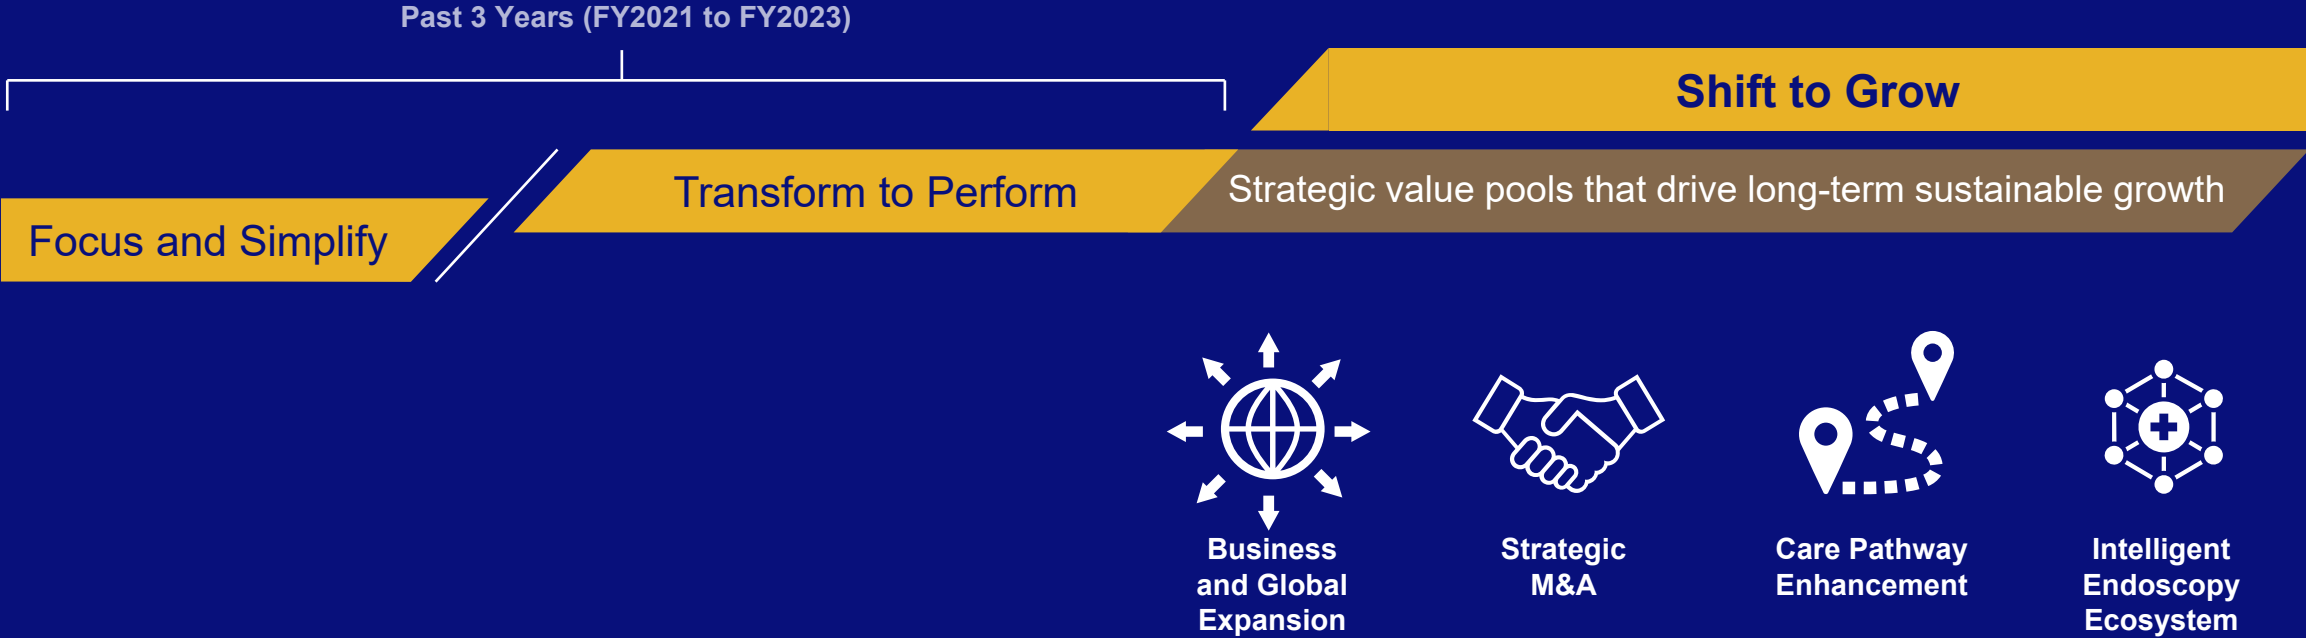 Past 3 Years (FY2021 to FY2023)
Shift to Grow
Focus and Simplify
Transform to Perform
Strategic value pools that drive long-term sustainable growth
Business
and Global
Expansion
Strategic
M&A
Care Pathway
Enhancement
Intelligent
Endoscopy
Ecosystem